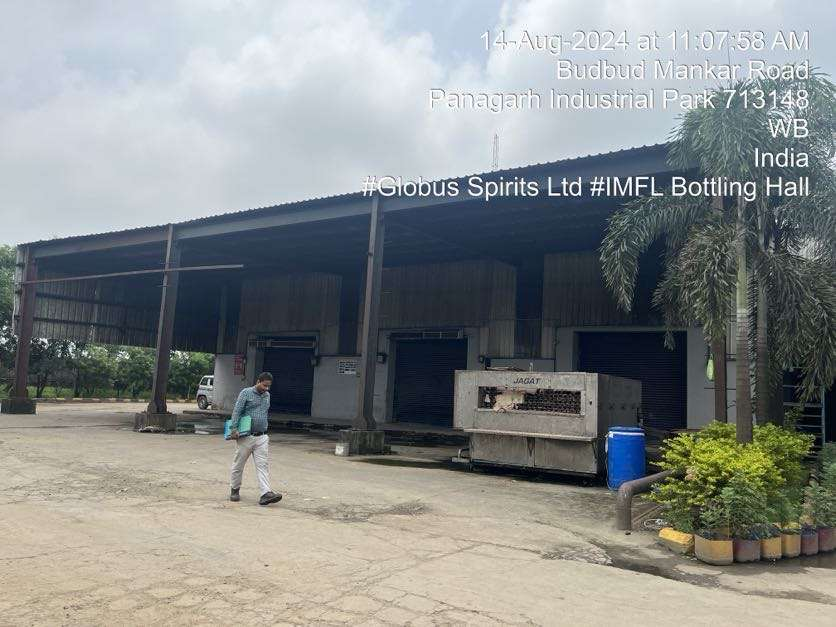 14-Aug-2024 at 11:07:58 AM
Budbud Mankar Road
Panagarh Industrial Park 713148
WB
India
#Globus Spirits Ltd #IMFL Bottling Hall
JAGAT